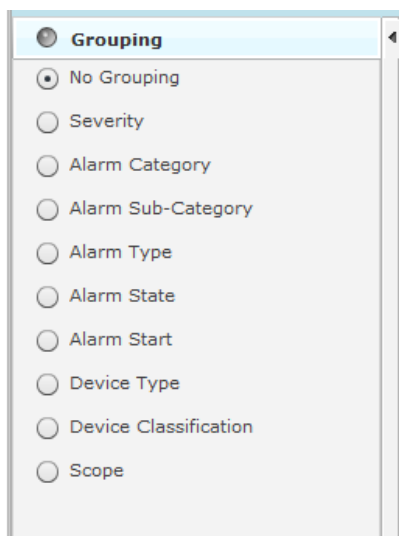 Grouping
No Grouping
Severity
Alarm Category
Alarm Sub-Category
Alarm Type
Alarm State
Alarm Start
Device Type
Device Classification
Scope